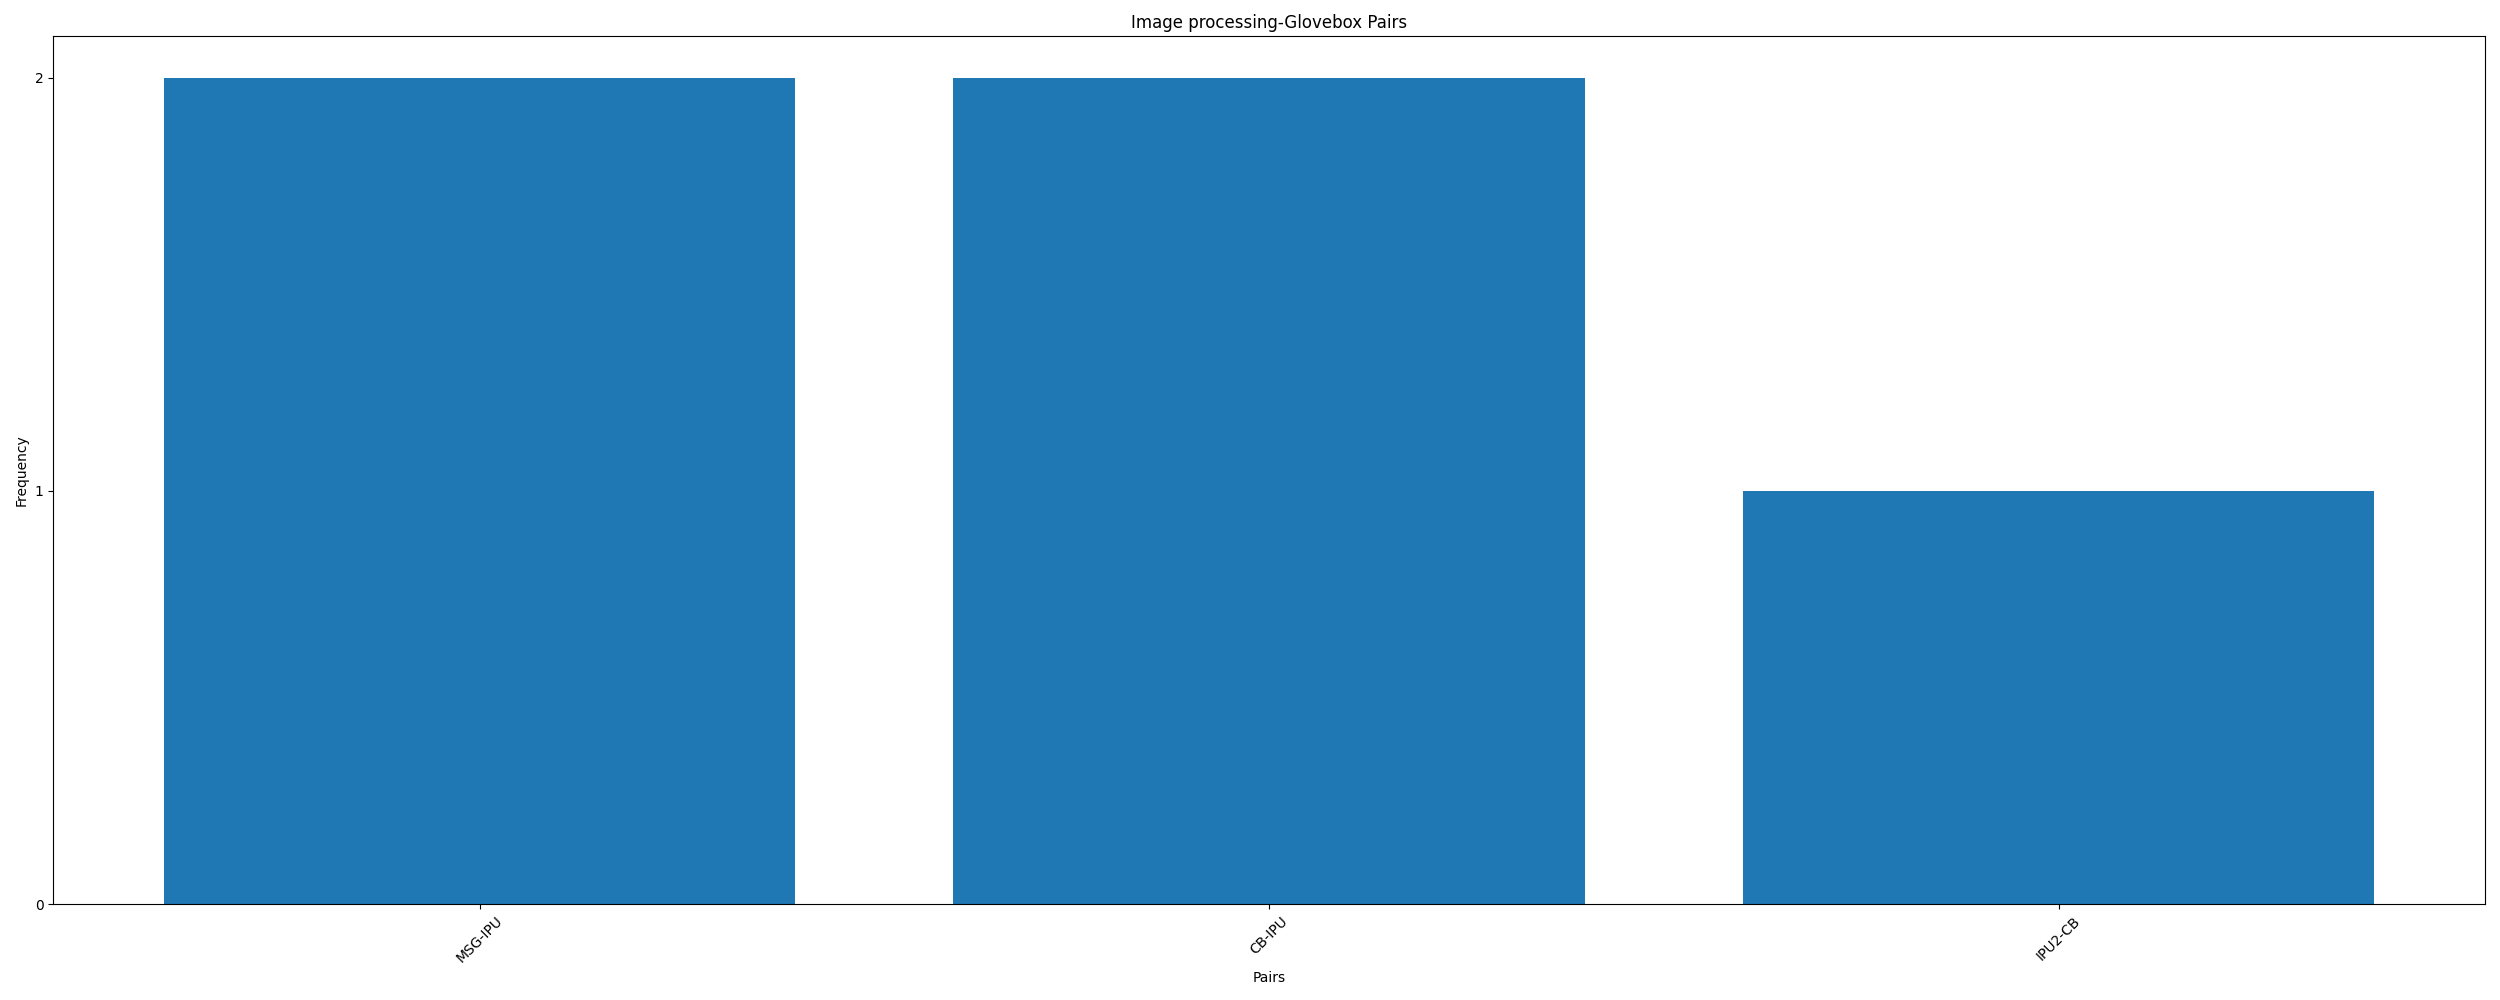 Image processing-Glovebox Pairs
2
1
0
Frequency
MSG-IPU
CB-IPU
IPU2-CB
Pairs